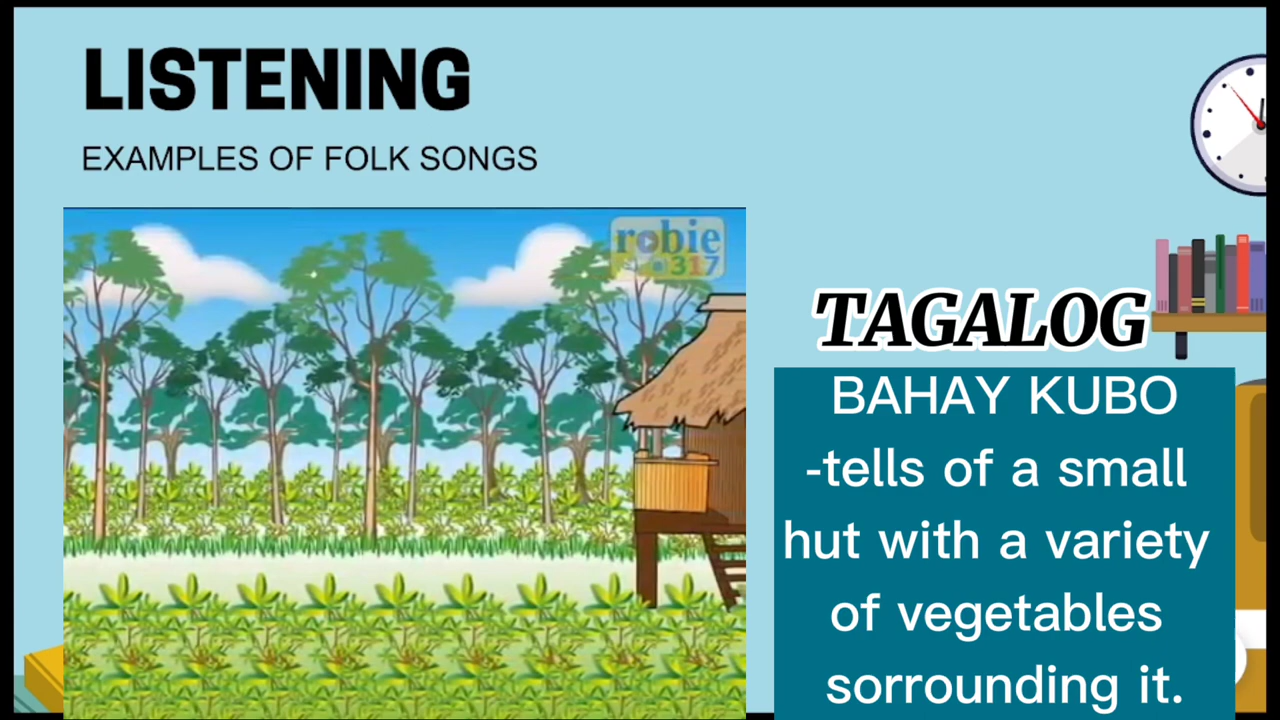 LISTENING
EXAMPLES OF FOLK SONGS
robie
317
TAGALOG
BAHAY KUBO
-tells of a small
hut with a variety
of vegetables
sorrounding it.